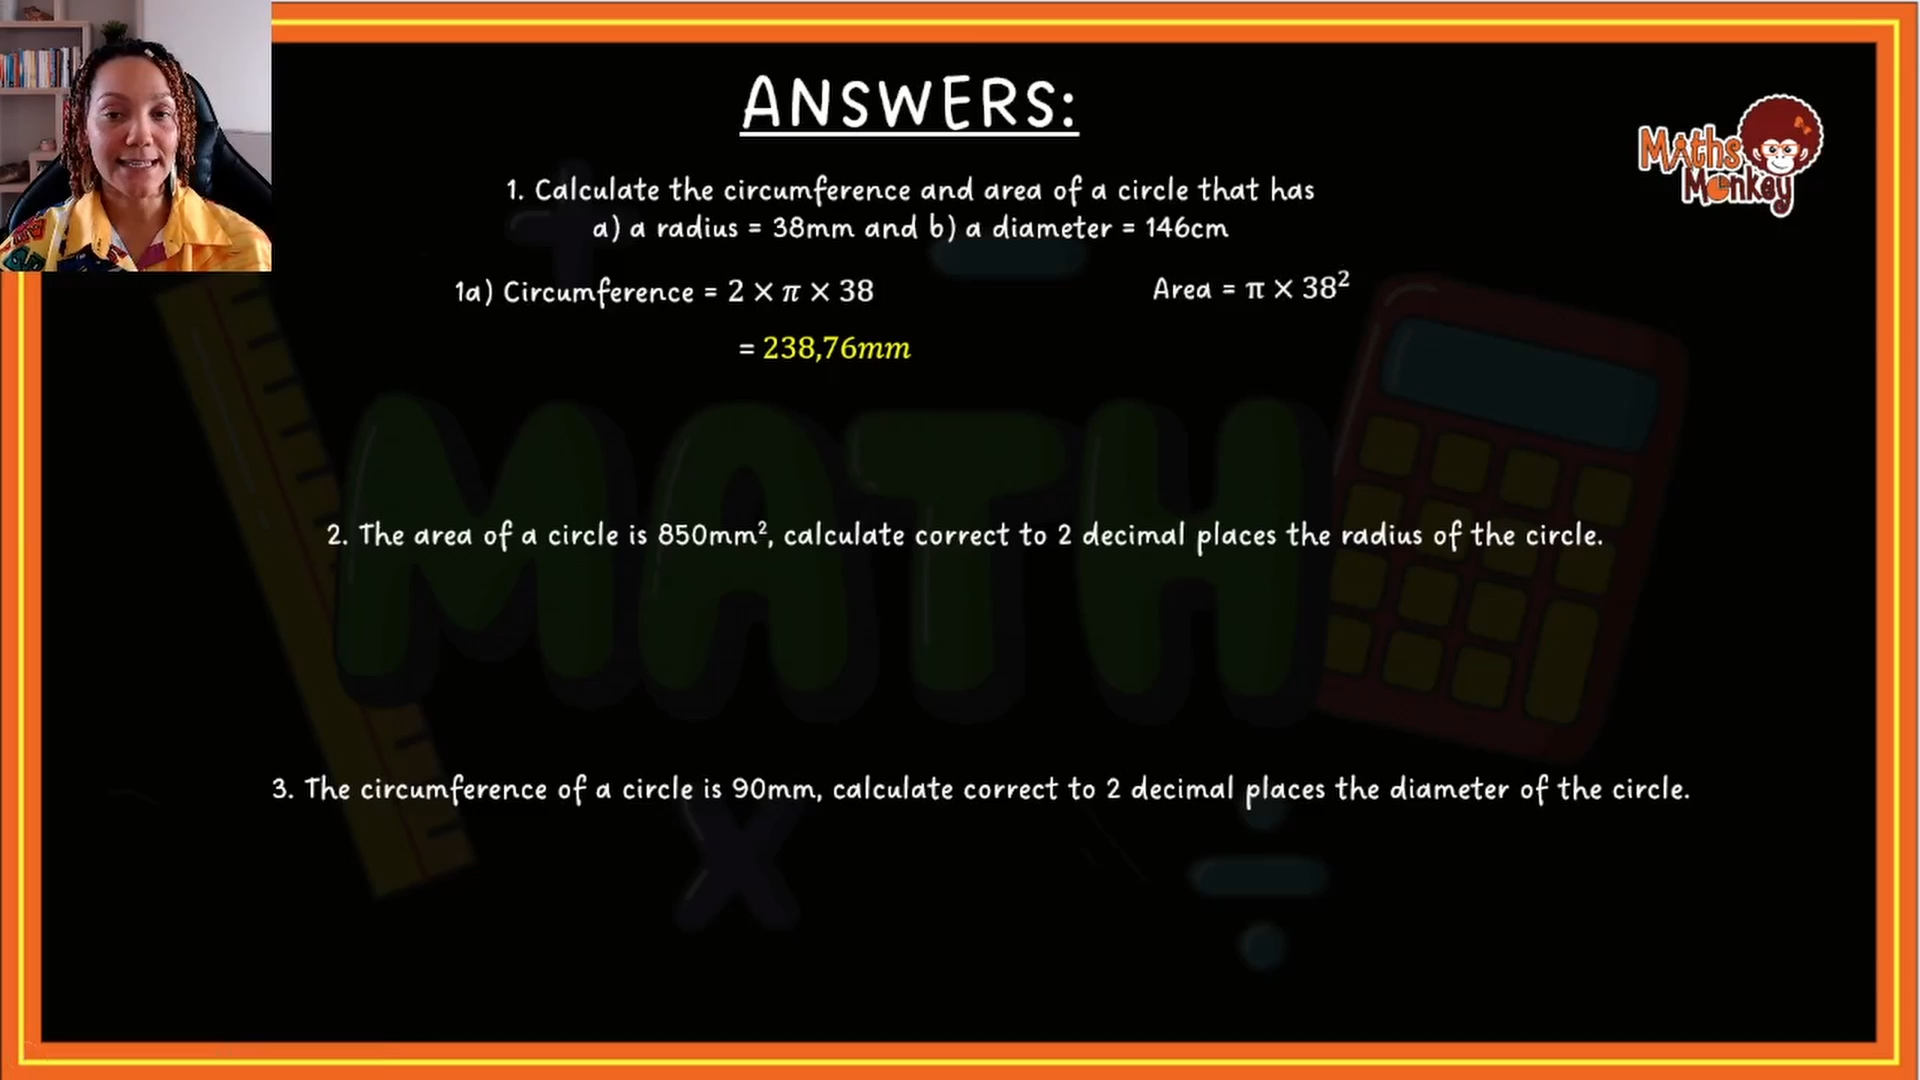 ANSWERS:
Maths
Monkey
1. Calculate the circumference and area of a circle that has
a) a radius = 38mm and b) a diameter = 146cm
1a) Circumference = 2 × π × 38
Area = π × 38²
= 238,76mm
MATH
2. The area of a circle is 850mm², calculate correct to 2 decimal places the radius of the circle.
3. The circumference of a circle is 90mm, calculate correct to 2 decimal places the diameter of the circle.